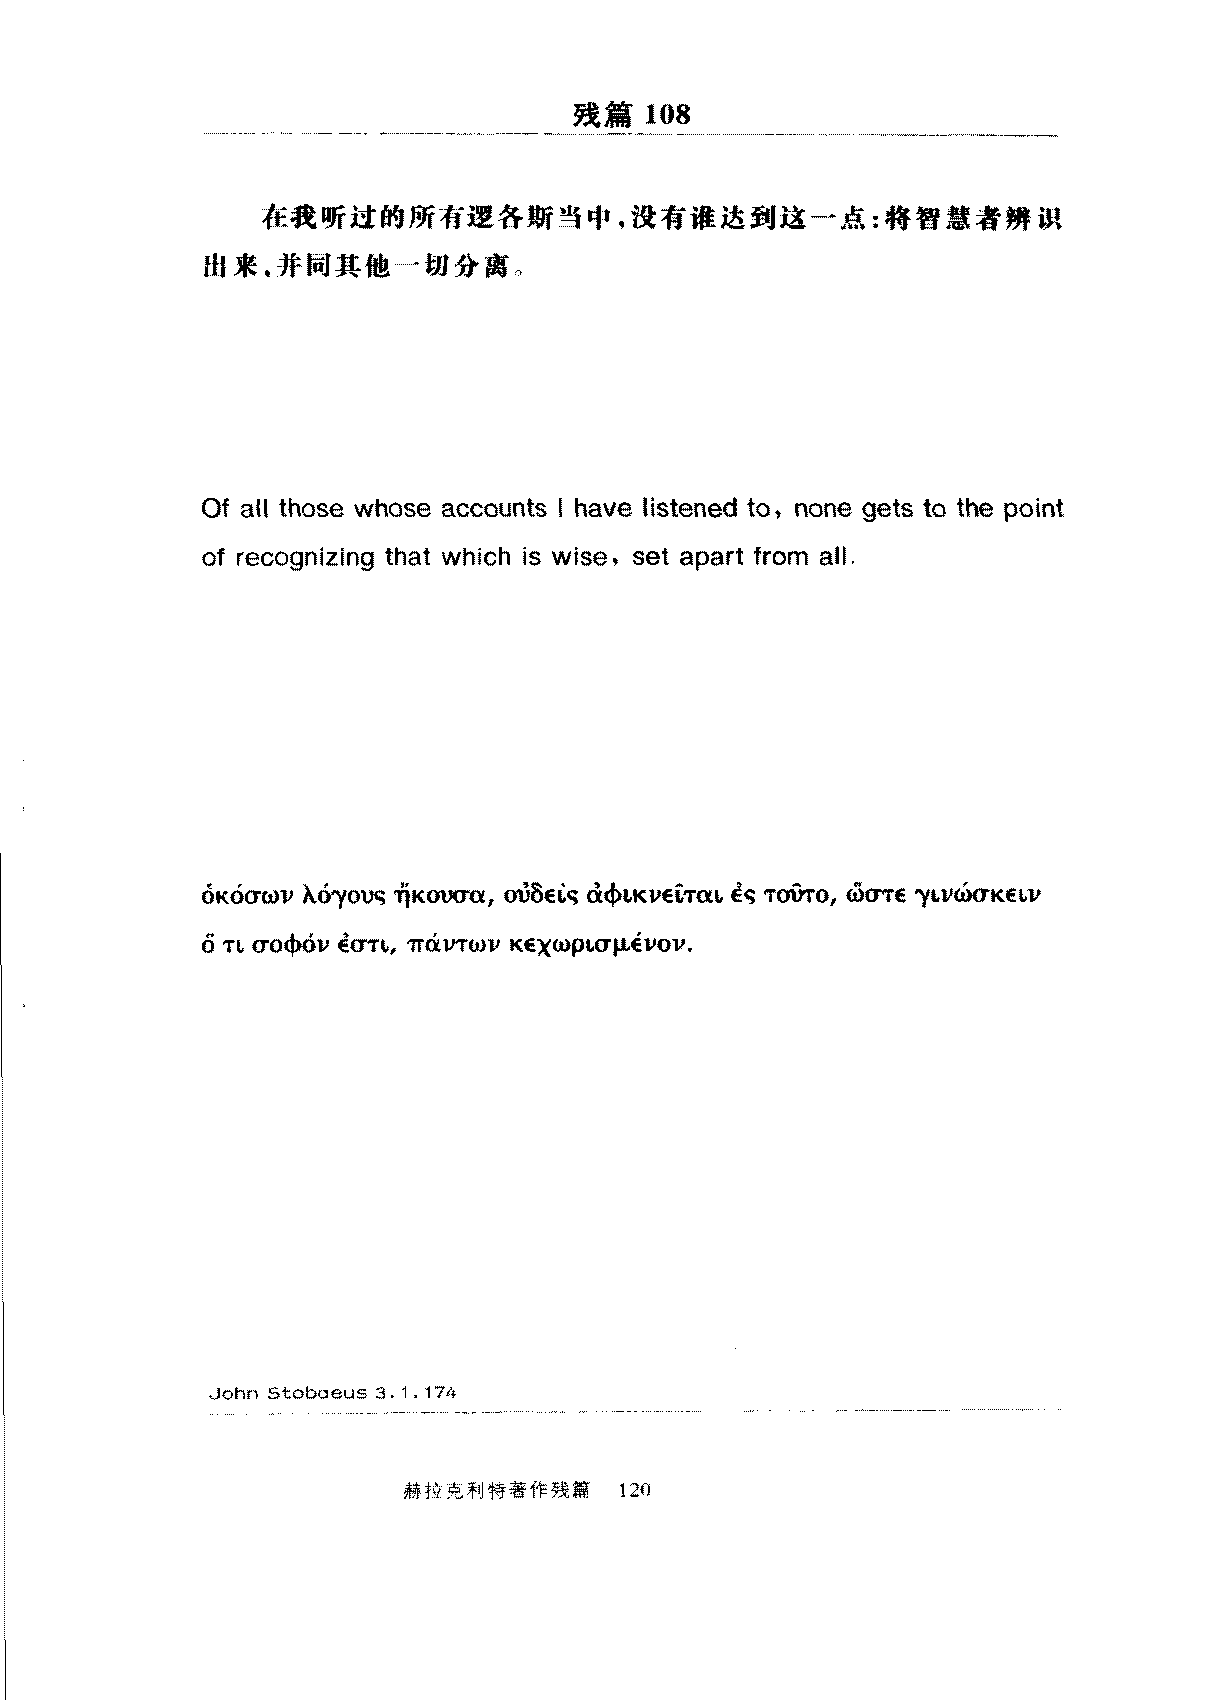 残篇 108
在我听过的所有逻各斯当中，没有谁达到这一点：将智慧者辨识
出来，并同其他一切分离。
Of all those whose accounts I have listened to, none gets to the point
of recognizing that which is wise, set apart from all.
ὁκόσων λόγους ἤκουσα, οὐδεὶς ἀφικνεῖται ἐς τοῦτο, ὥστε γινώσκειν
ὅ τι σοφόν ἐστι, πάντων κεχωρισμένον.
John Stobaeus 3.1.174
赫拉克利特著作残篇 120